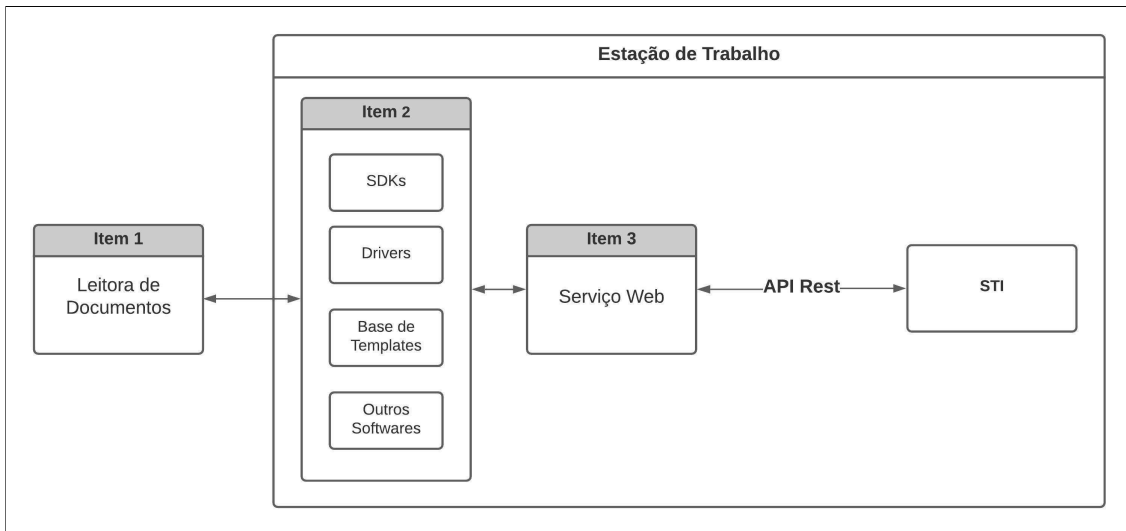 Estação de Trabalho
Item 2
SDKs
Drivers
Base de
Templates
Outros
Softwares
Item 1
Leitora de
Documentos
Item 3
Serviço Web
API Rest
STI